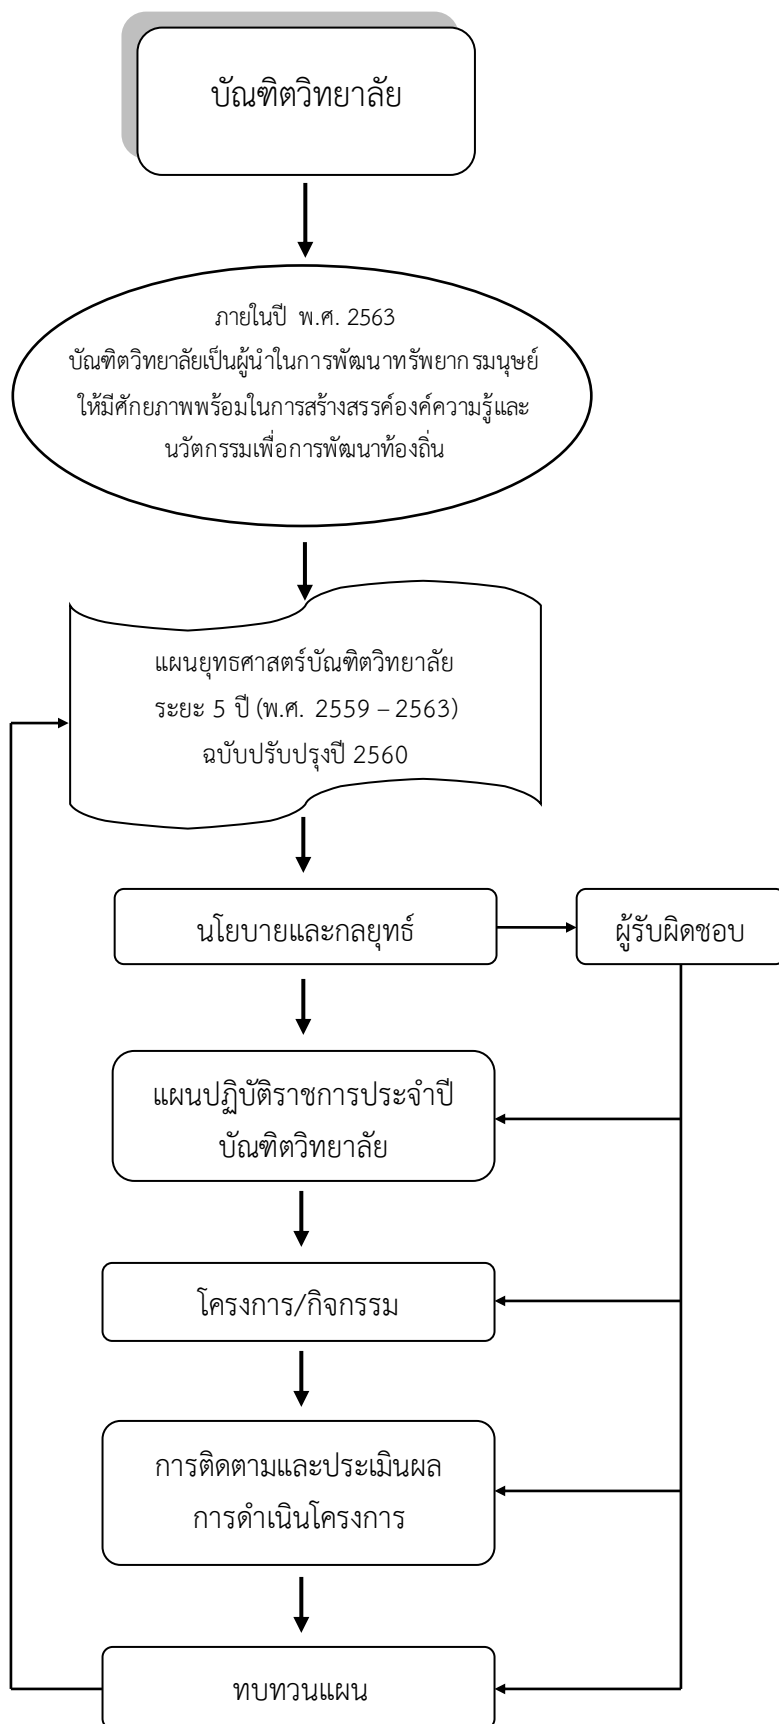 บัณฑิตวิทยาลัย
ภายในปี พ.ศ. 2563
บัณฑิตวิทยาลัยเป็นผู้นำในการพัฒนาทรัพยากรมนุษย์
ให้มีศักยภาพพร้อมในการสร้างสรรค์องค์ความรู้และ
นวัตกรรมเพื่อการพัฒนาท้องถิ่น
แผนยุทธศาสตร์บัณฑิตวิทยาลัย
ระยะ 5 ปี (พ.ศ. 2559 – 2563)
ฉบับปรับปรุงปี 2560
นโยบายและกลยุทธ์
ผู้รับผิดชอบ
แผนปฏิบัติราชการประจำปี
บัณฑิตวิทยาลัย
โครงการ/กิจกรรม
การติดตามและประเมินผล
การดำเนินโครงการ
ทบทวนแผน